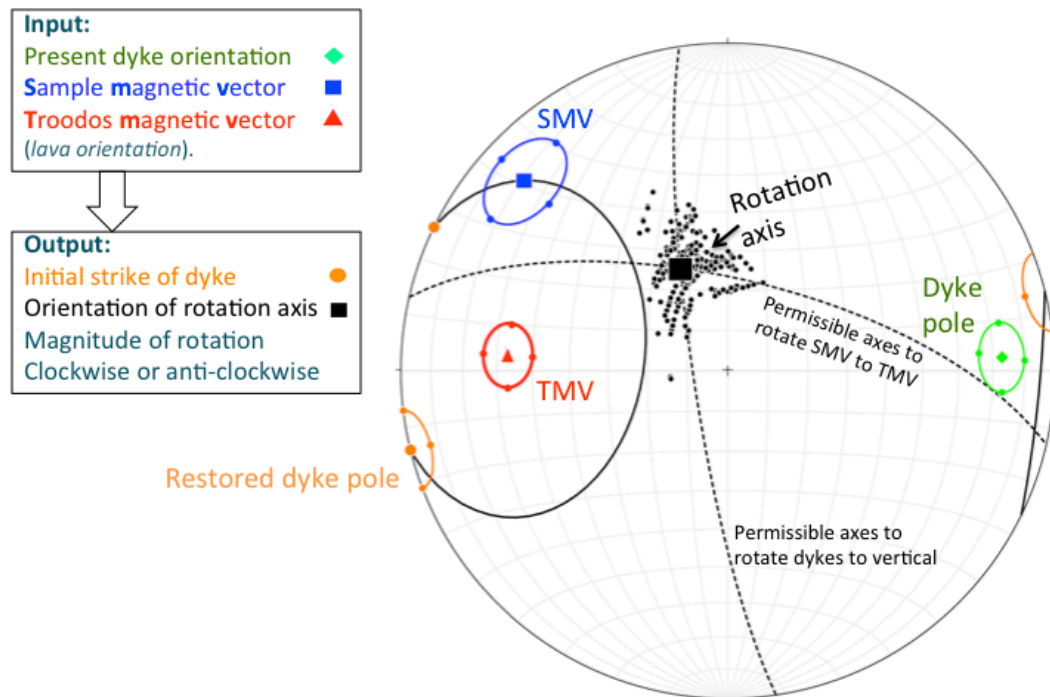 Input:
Present dyke orientation
Sample magnetic vector
Troodos magnetic vector
(lava orientation).
Output:
Initial strike of dyke
Orientation of rotation axis
Magnitude of rotation
Clockwise or anti-clockwise
SMV
Rotation
axis
Dyke
pole
Permissible axes to
rotate SMV to TMV
TMV
Restored dyke pole
Permissible axes to
rotate dykes to vertical